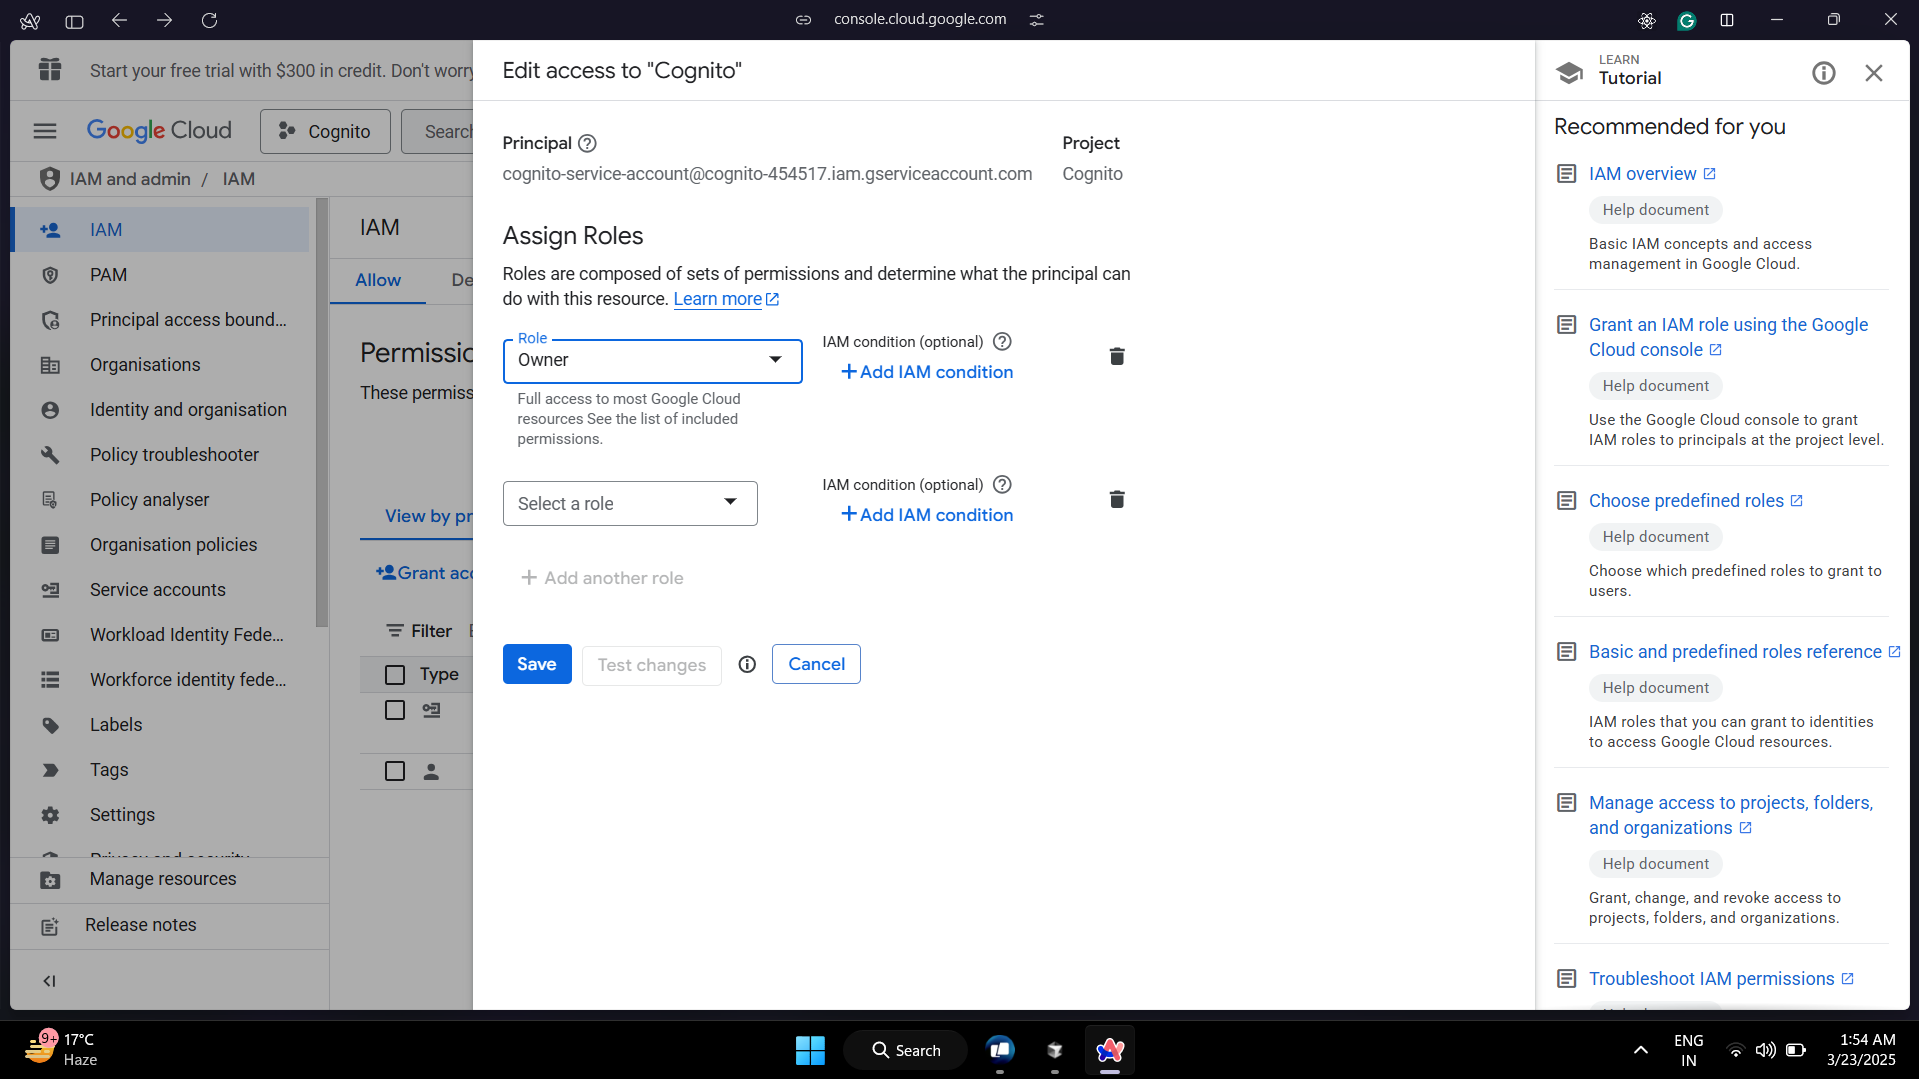 console.cloud.google.com
Start your free trial with $300 in credit. Don't worry
Google Cloud
Cognito
Search
IAM and admin / IAM
IAM
PAM
Principal access bound...
Organisations
Identity and organisation
Policy troubleshooter
Policy analyser
Organisation policies
Service accounts
Workload Identity Fede...
Workforce identity fede...
Labels
Tags
Settings
Privacy and security
Manage resources
Release notes
IAM
Allow
De
Permissio
These permiss
View by pr
Grant acc
Filter
Type
Edit access to "Cognito"
Principal
Project
cognito-service-account@cognito-454517.iam.gserviceaccount.com
Cognito
Assign Roles
Roles are composed of sets of permissions and determine what the principal can
do with this resource. Learn more
Role
Owner
IAM condition (optional)
+Add IAM condition
Full access to most Google Cloud
resources See the list of included
permissions.
Select a role
IAM condition (optional)
+Add IAM condition
+ Add another role
Save
Test changes
Cancel
LEARN
Tutorial
Recommended for you
IAM overview
Help document
Basic IAM concepts and access
management in Google Cloud.
Grant an IAM role using the Google
Cloud console
Help document
Use the Google Cloud console to grant
IAM roles to principals at the project level.
Choose predefined roles
Help document
Choose which predefined roles to grant to
users.
Basic and predefined roles reference
Help document
IAM roles that you can grant to identities
to access Google Cloud resources.
Manage access to projects, folders,
and organizations
Help document
Grant, change, and revoke access to
projects, folders, and organizations.
Troubleshoot IAM permissions
9+
17°C
Haze
Search
ENG
IN
1:54 AM
3/23/2025